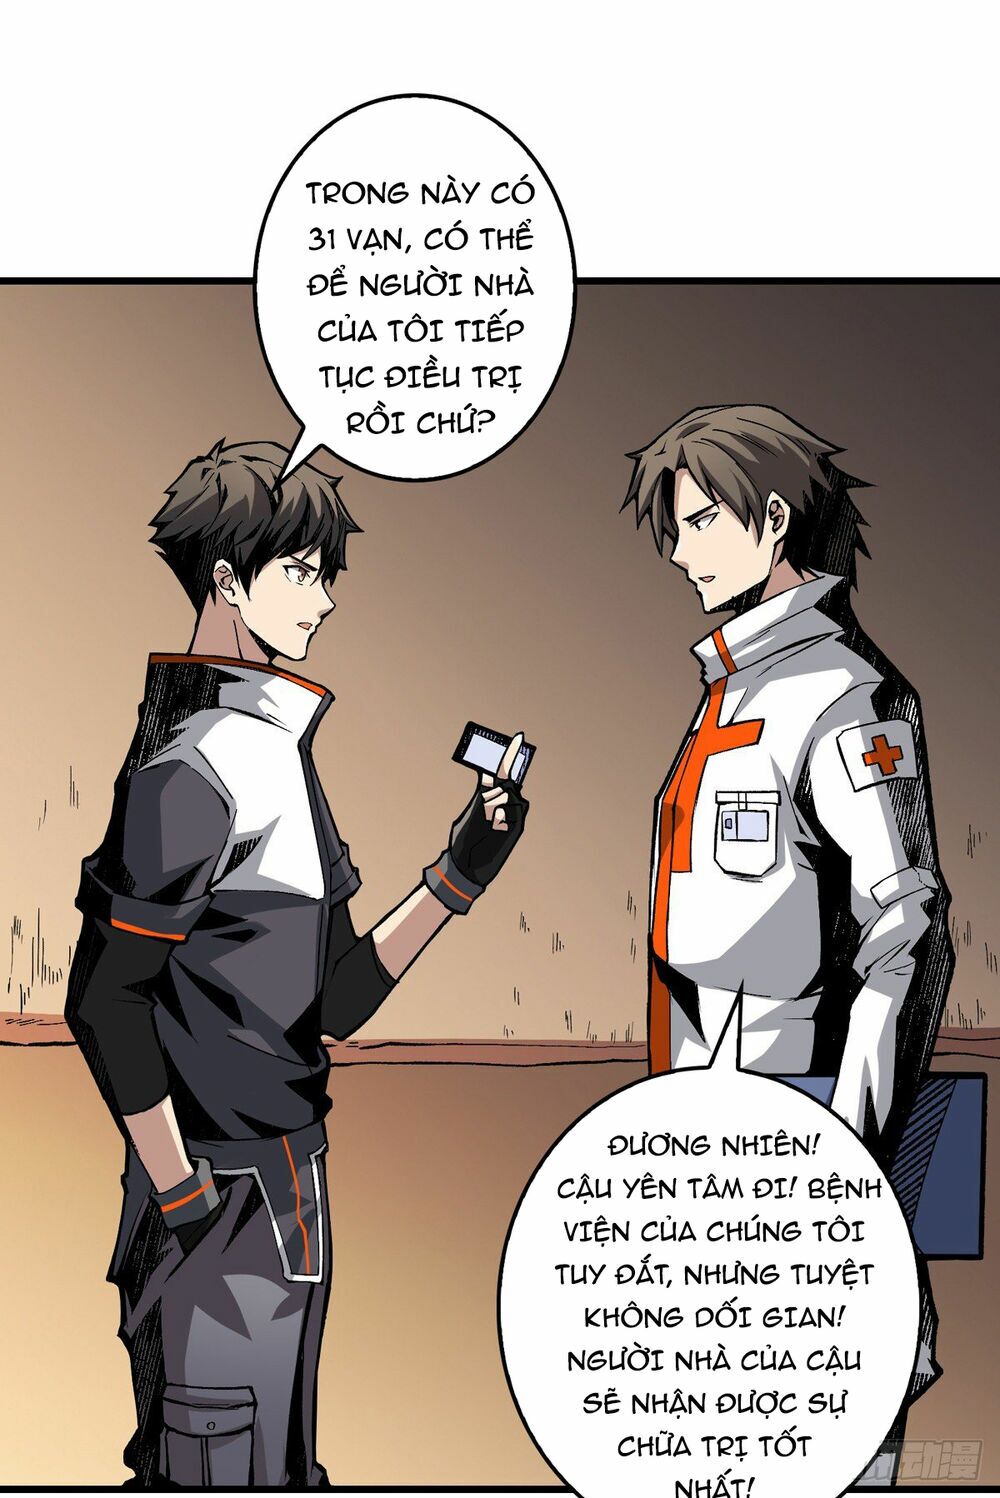 TRONG NÀY CÓ
31 VẠN, CÓ THỂ
ĐỂ NGƯỜI NHÀ
CỦA TÔI TIẾP
TỤC ĐIỀU TRỊ
RỒI CHỨ?
ĐƯƠNG NHIÊN!
CẬU YÊN TÂM ĐI! BỆNH
VIỆN CỦA CHÚNG TÔI
TUY ĐẮT, NHƯNG TUYỆT
KHÔNG DỐI GIAN!
NGƯỜI NHÀ CỦA CẬU
SẼ NHẬN ĐƯỢC SỰ
CHỮA TRỊ TỐT
NHẤT!
动漫